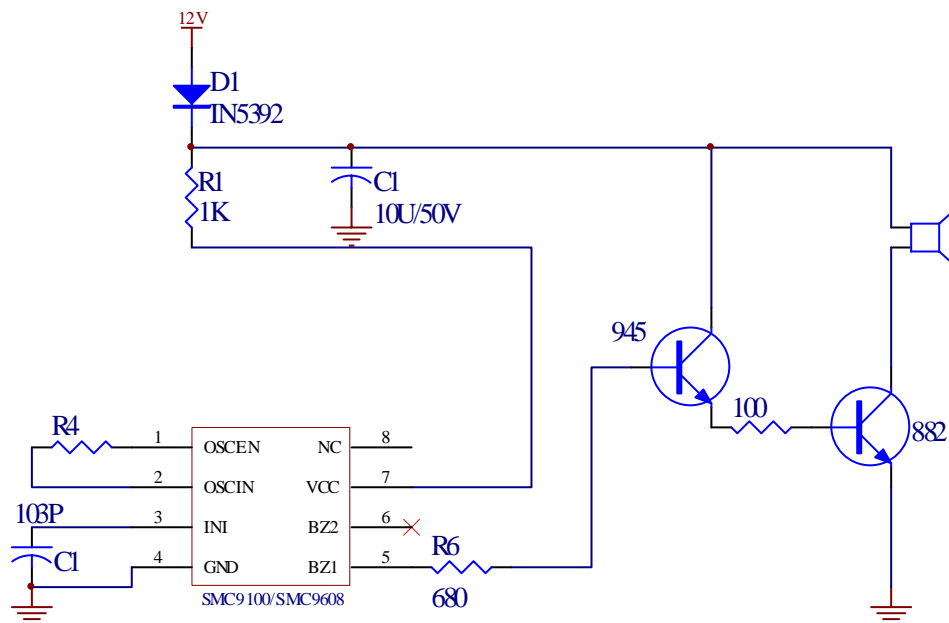 12V
D1
IN5392
R1
1K
C1
10U/50V
945
100
882
R4
1
OSCEN
NC
8
2
OSCIN
VCC
7
103P
3
INI
BZ2
6
C1
4
GND
BZ1
5
R6
680
SMC9100/SMC9608